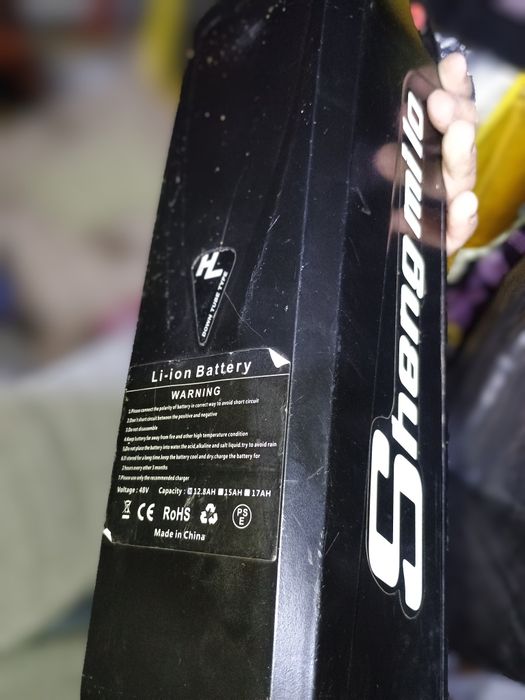 HL
DOWN TUBE TYPE
Shengmilo
Li-ion Battery
WARNING
1.Please connect the polarity of battery in correct way to avoid short circuit
2.Don't short circuit between the positive and negative
3.Do not disassemble
4.Keep battery far away from fire and other high temperature condition
5.Do not place the battery into water.the acid,alkaline and salt liquid.try to avoid rain
6.If stored for a long time.keep the battery cool and dry.charge the battery for
2 hours every other 3 months
7.Please use only the recommended charger
Voltage : 48V Capacity : 12.8AH 15AH 17AH
CE RoHS PS E
Made in China